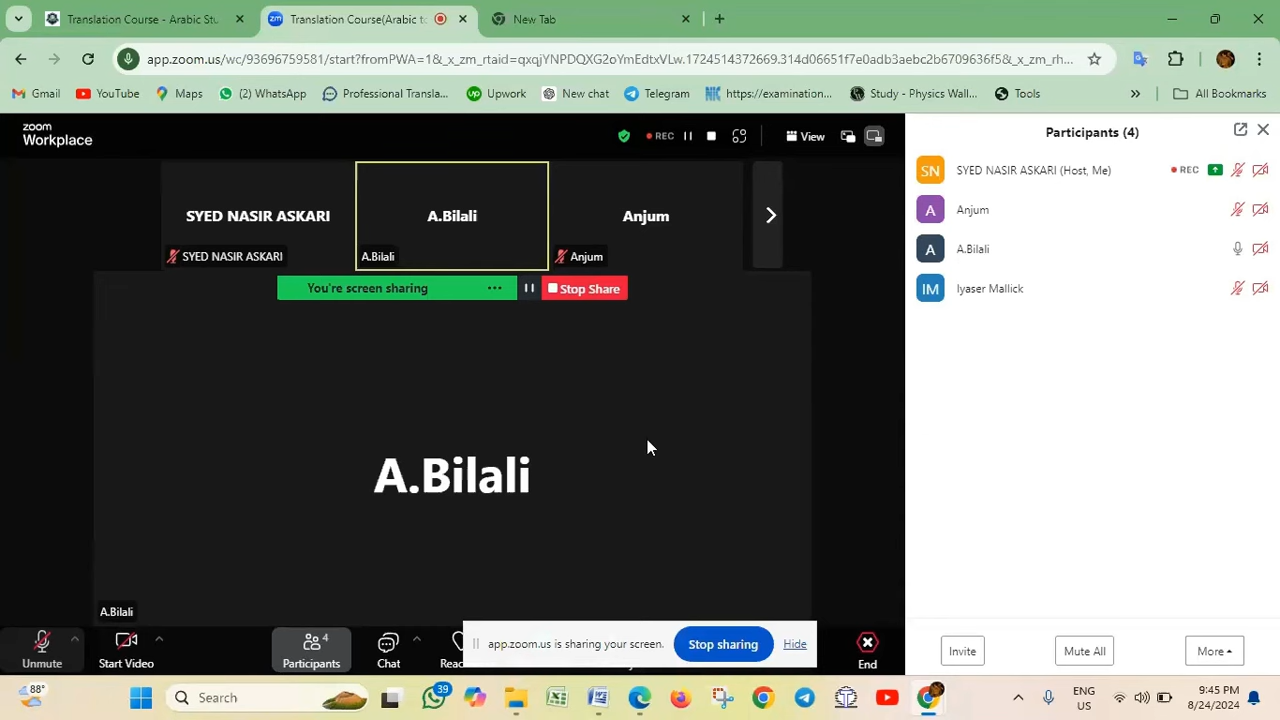 Translation Course - Arabic Stu
Translation Course(Arabic to
New Tab
app.zoom.us/wc/93696759581/start?fromPWA=1&_x_zm_rtaid=qxqjYNPDQXG2oYmEdtxVLw.1724514372669.314d06651f7e0adb3aebc2b6709636f5&_x_zm_rh...
Gmail
YouTube
Maps
(2) WhatsApp
Professional Transla...
Upwork
New chat
Telegram
https://examination...
Study - Physics Wall...
Tools
All Bookmarks
zoom
Workplace
REC
View
Participants (4)
SYED NASIR ASKARI (Host, Me)
REC
Anjum
A.Bilali
Iyaser Mallick
SYED NASIR ASKARI
A.Bilali
Anjum
SYED NASIR ASKARI
A.Bilali
Anjum
You're screen sharing
Stop Share
A.Bilali
A.Bilali
Unmute
Start Video
4
Participants
Chat
Reac
app.zoom.us is sharing your screen.
Stop sharing
Hide
End
Invite
Mute All
More
88°
Search
39
ENG
US
9:45 PM
8/24/2024